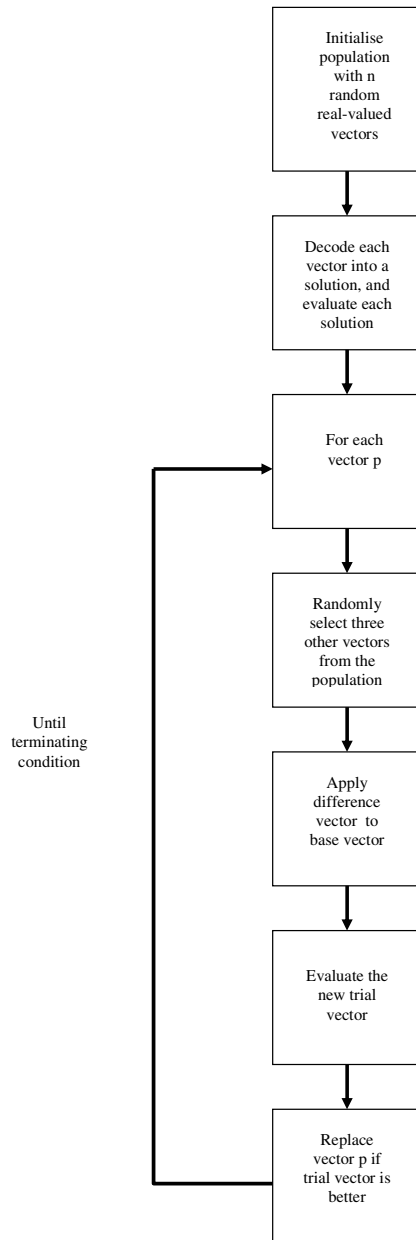 Initialise
population
with n
random
real-valued
vectors
Decode each
vector into a
solution, and
evaluate each
solution
For each
vector p
Randomly
select three
other vectors
from the
population
Until
terminating
condition
Apply
difference
vector to
base vector
Evaluate the
new trial
vector
Replace
vector p if
trial vector is
better